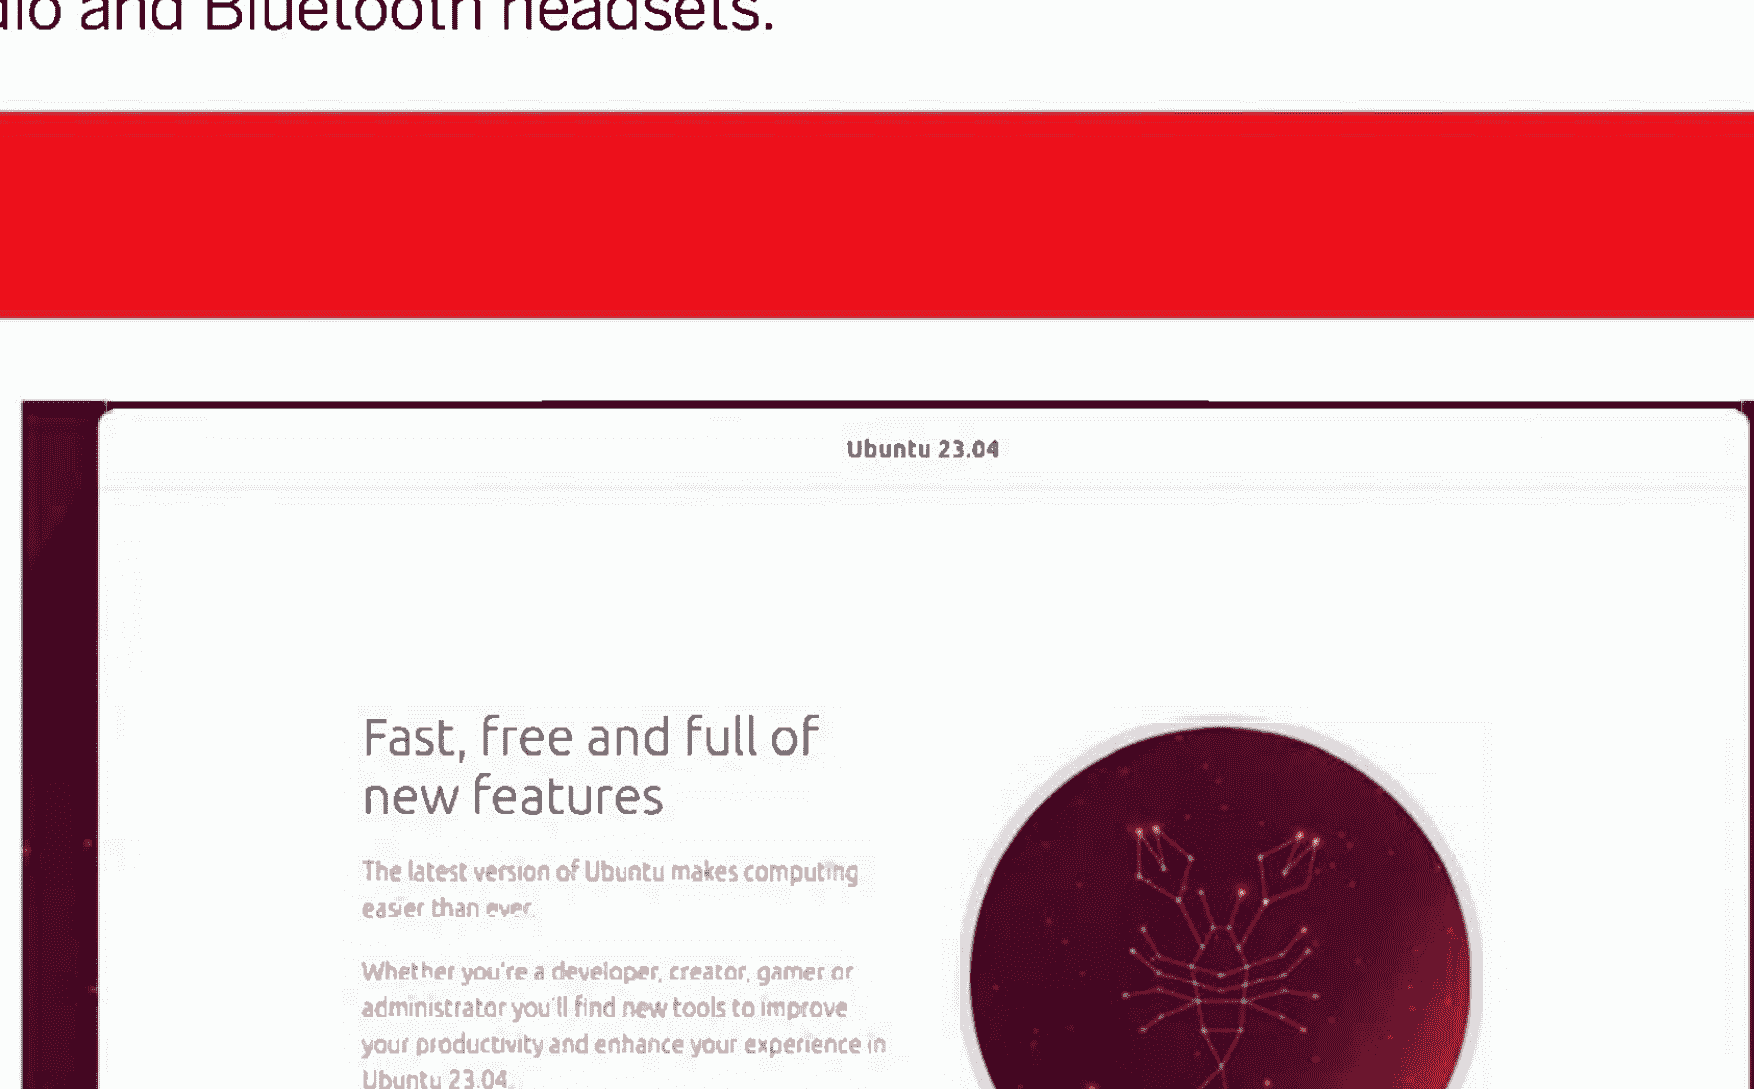 and Bluetooth headsets.
Ubuntu 23.04
Fast, free and full of
new features
The latest version of Ubuntu makes computing
easier than ever.
Whether you're a developer, creator, gamer or
administrator you'll find new tools to improve
your productivity and enhance your experience in
Ubuntu 23.04.